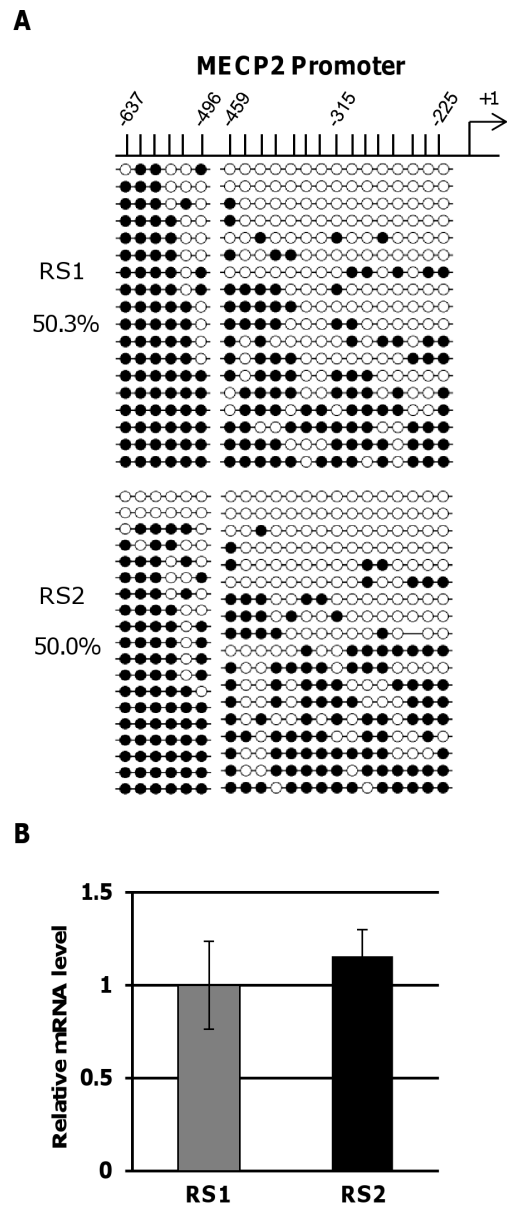 A
MECP2 Promoter
-637 -496 -459 -315 -225 +1
RS1
50.3%
RS2
50.0%
B
1.5
1
0.5
0
Relative mRNA level
RS1 RS2